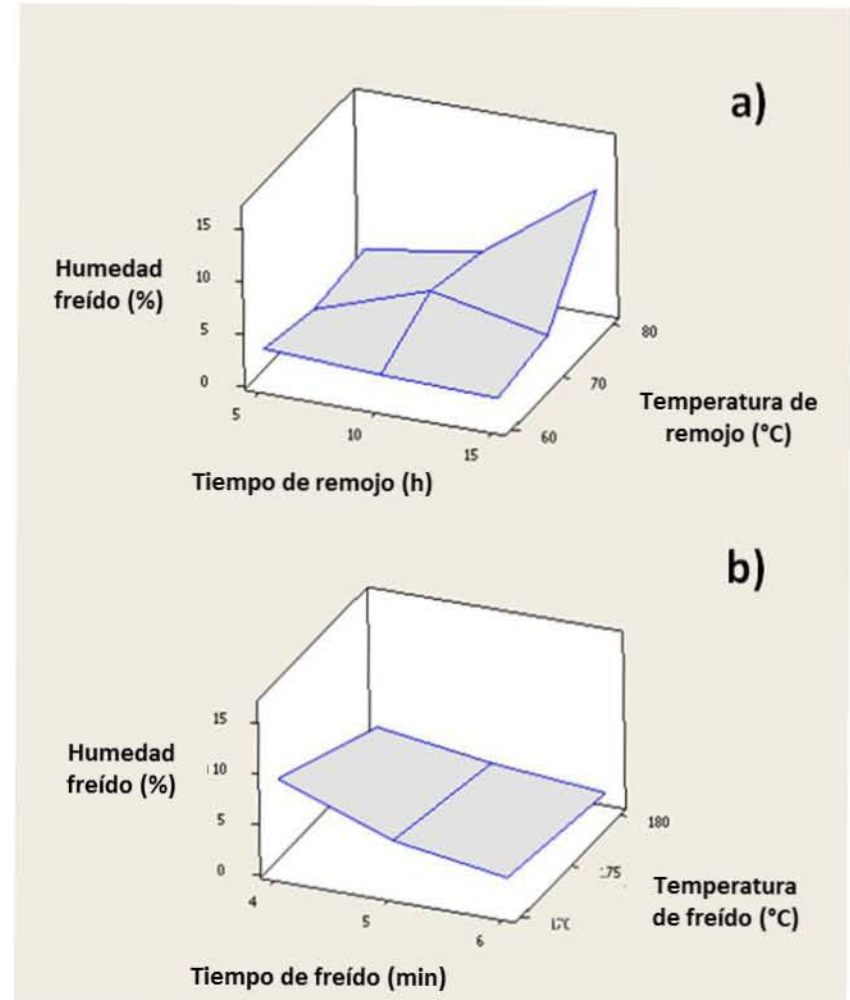 a)
15
Humedad
freído (%)
10
5
0
80
70
Temperatura de
remojo (°C)
60
5
10
15
Tiempo de remojo (h)
b)
15
Humedad
freído (%)
10
5
0
180
Temperatura
de freído (°C)
4
5
6
Tiempo de freído (min)